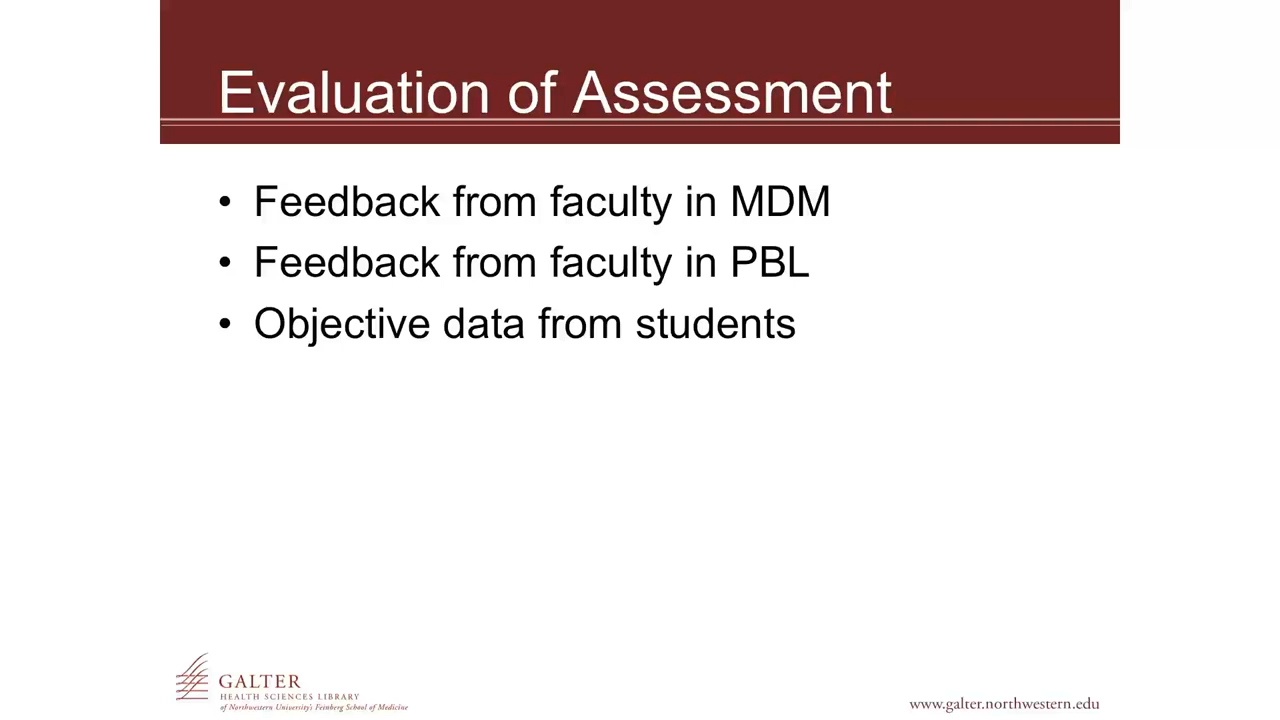 Evaluation of Assessment
• Feedback from faculty in MDM
• Feedback from faculty in PBL
• Objective data from students
GALTER
HEALTH SCIENCES LIBRARY
of Northwestern University's Feinberg School of Medicine
www.galter.northwestern.edu